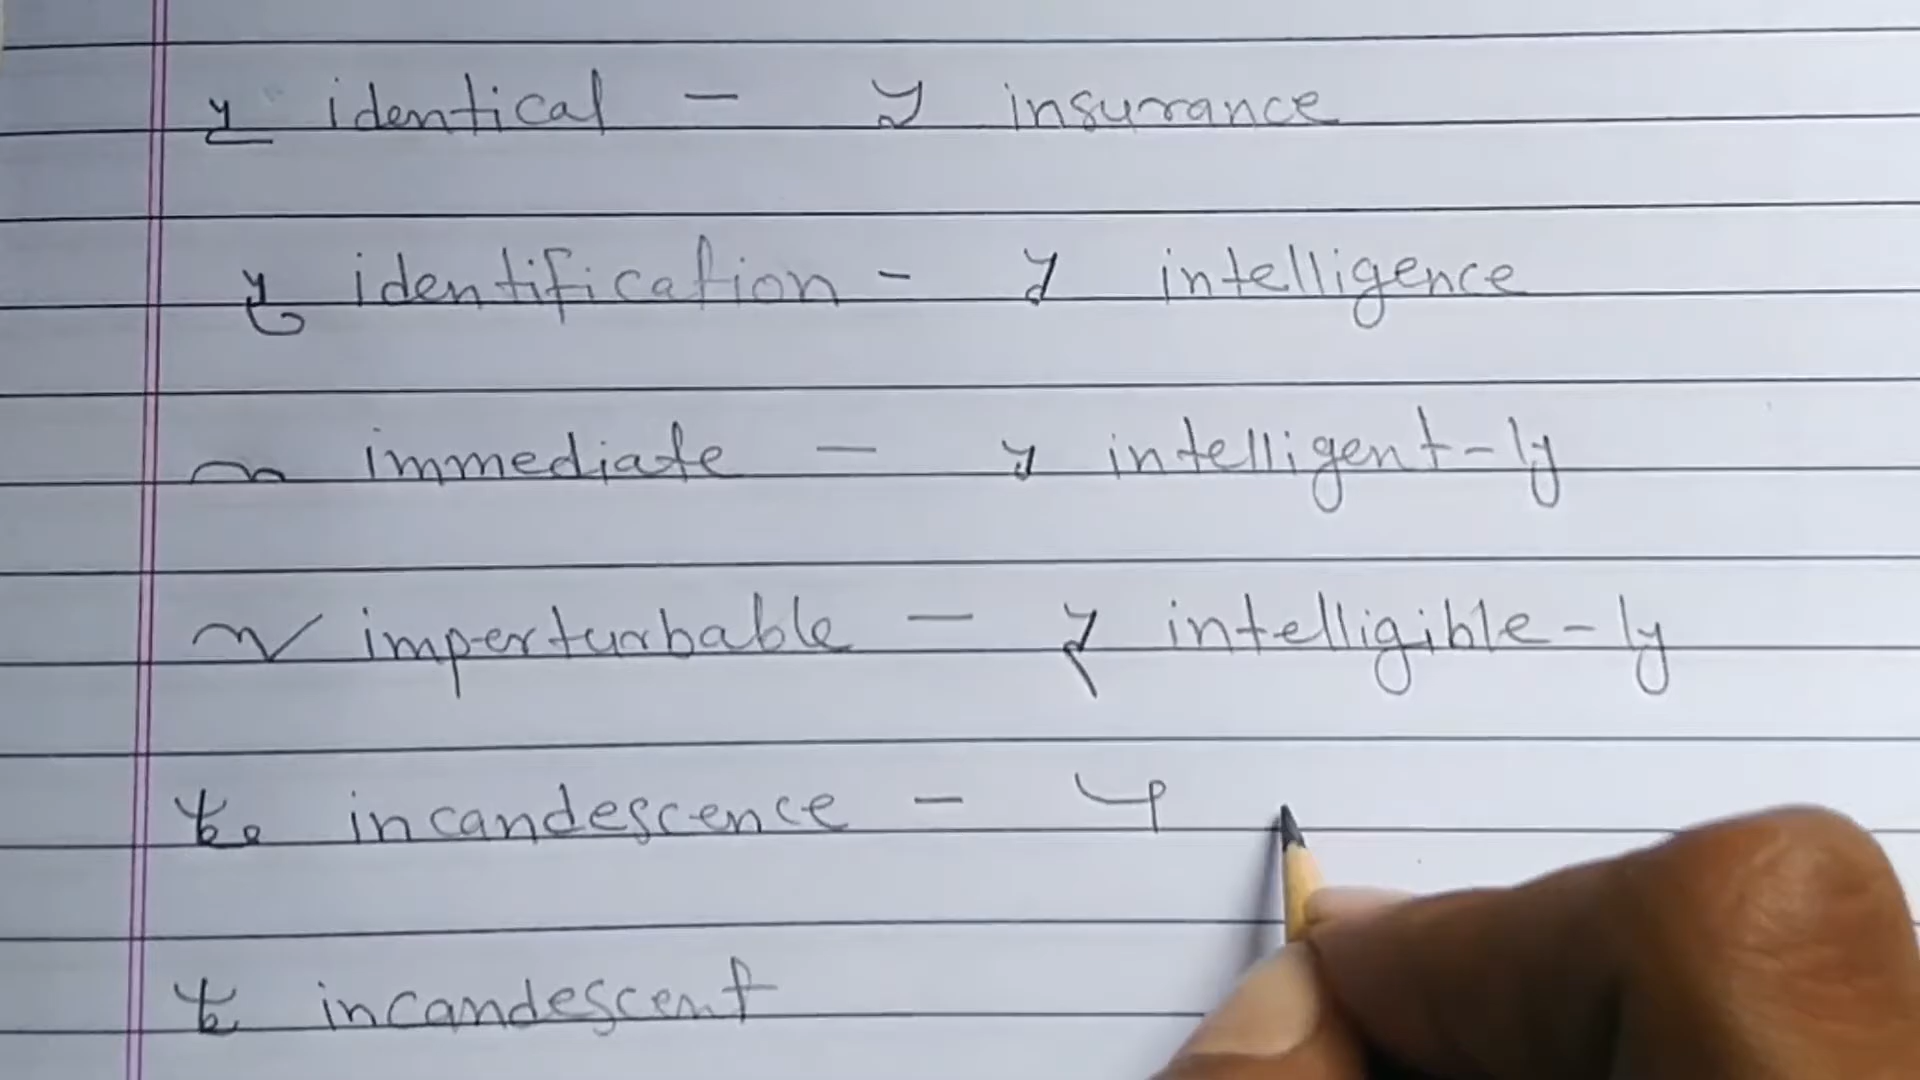 identical — insurance
identification - intelligence
immediate — intelligent-ly
imperturbable — intelligible-ly
incandescence —
incandescent